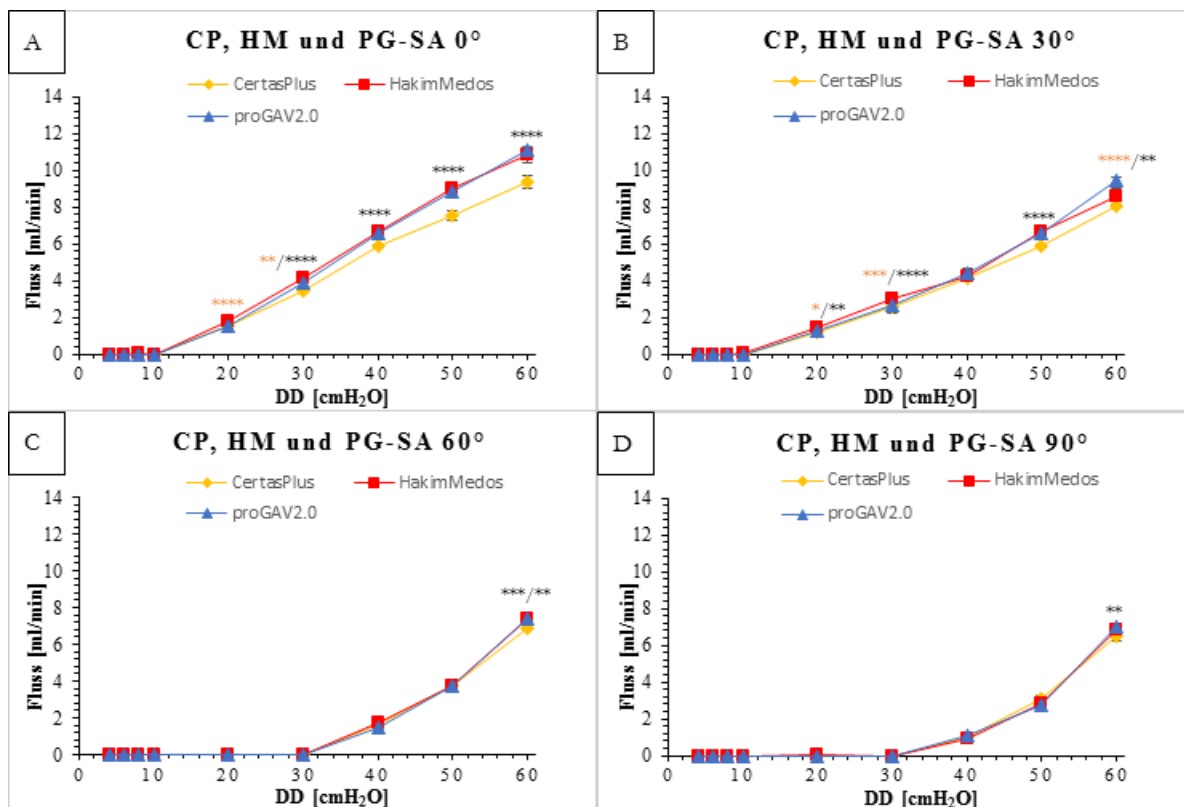 A
CP, HM und PG-SA 0°
CertasPlus HakimMedos
proGAV2.0
14
12
10
8
6
4
2
0
Fluss [ml/min]
****
**/****
****
****
****
0 10 20 30 40 50 60
DD [cmH₂O]
B
CP, HM und PG-SA 30°
CertasPlus HakimMedos
proGAV2.0
14
12
10
8
6
4
2
0
Fluss [ml/min]
*/**
***/****
****
****/**
0 10 20 30 40 50 60
DD [cmH₂O]
C
CP, HM und PG-SA 60°
CertasPlus HakimMedos
proGAV2.0
14
12
10
8
6
4
2
0
Fluss [ml/min]
***/**
0 10 20 30 40 50 60
DD [cmH₂O]
D
CP, HM und PG-SA 90°
CertasPlus HakimMedos
proGAV2.0
14
12
10
8
6
4
2
0
Fluss [ml/min]
**
0 10 20 30 40 50 60
DD [cmH₂O]